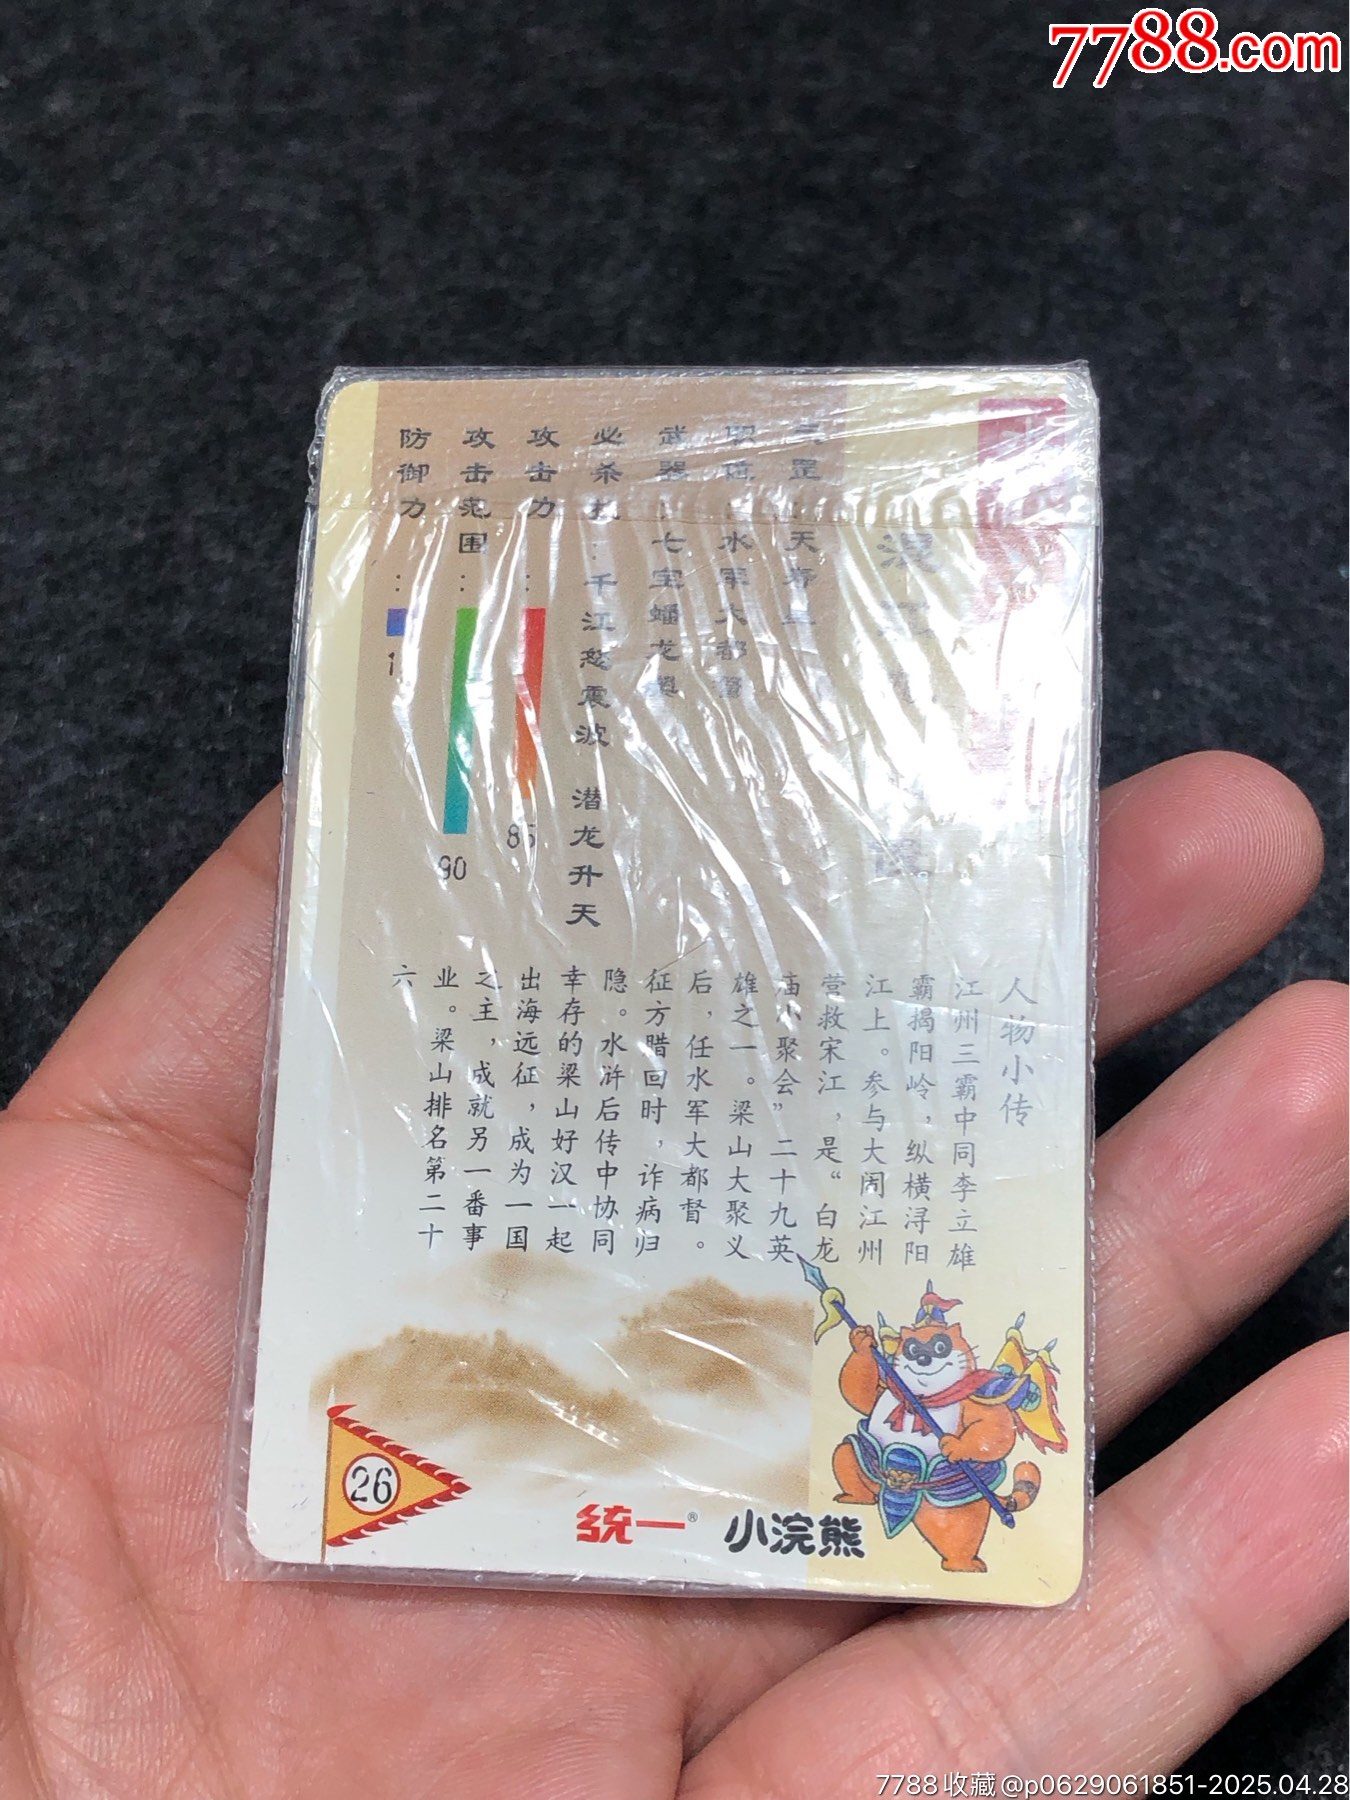 7788.com
混江
天罡:天寿星
职位:水军大都督
武器:七宝蟠龙
必杀技:千江怒震波 潜龙升天
攻击力:
85
攻击范围:
90
防御力:
人物小传
江州三霸中同李立雄
霸揭阳岭,纵横浔阳
江上。参与大闹江州
营救宋江,是“白龙
庙小聚会”二十九英
雄之一。梁山大聚义
后,任水军大都督。
征方腊回时,诈病归
隐。水浒后传中协同
幸存的梁山好汉一起
出海远征,成为一国
之主,成就另一番事
业。梁山排名第二十
六
26
统一®
小浣熊
7788收藏@p0629061851-2025.04.28